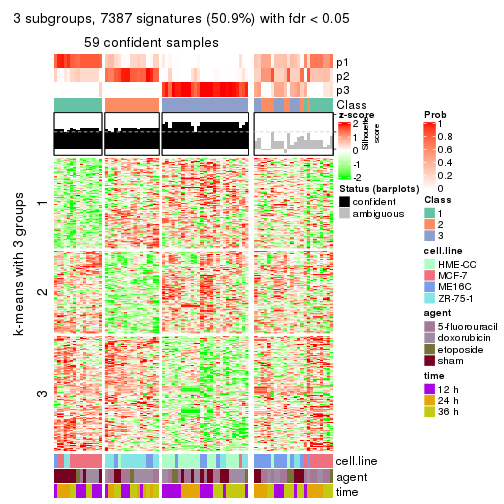 3 subgroups, 7387 signatures (50.9%) with fdr < 0.05
59 confident samples
p1
p2
p3
Class
z-score
2
1
0
-1
-2
Silhouette
score
Prob
1
0.8
0.6
0.4
0.2
0
Status (barplots)
confident
ambiguous
Class
1
2
3
cell.line
HME-CC
MCF-7
ME16C
ZR-75-1
agent
5-fluorouracil
doxorubicin
etoposide
sham
time
12 h
24 h
36 h
k-means with 3 groups
1
2
3
cell.line
agent
time